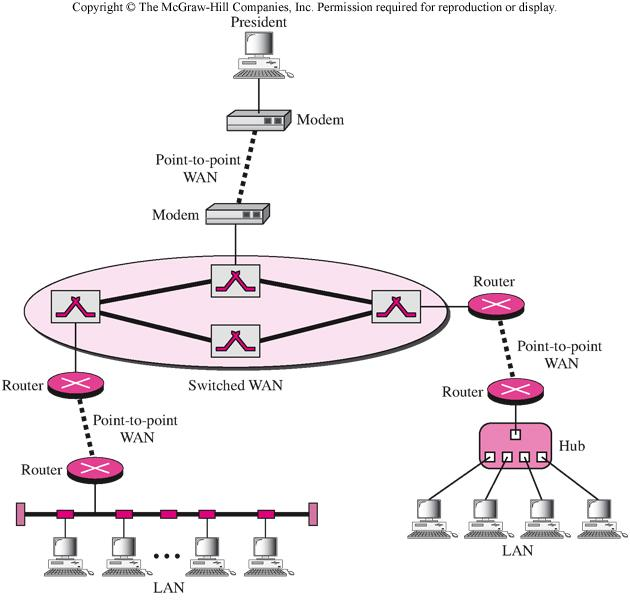 Copyright © The McGraw-Hill Companies, Inc. Permission required for reproduction or display.
President
Modem
Point-to-point
WAN
Modem
Router
Switched WAN
Router
Point-to-point
WAN
Router
Point-to-point
WAN
Router
Hub
LAN
LAN